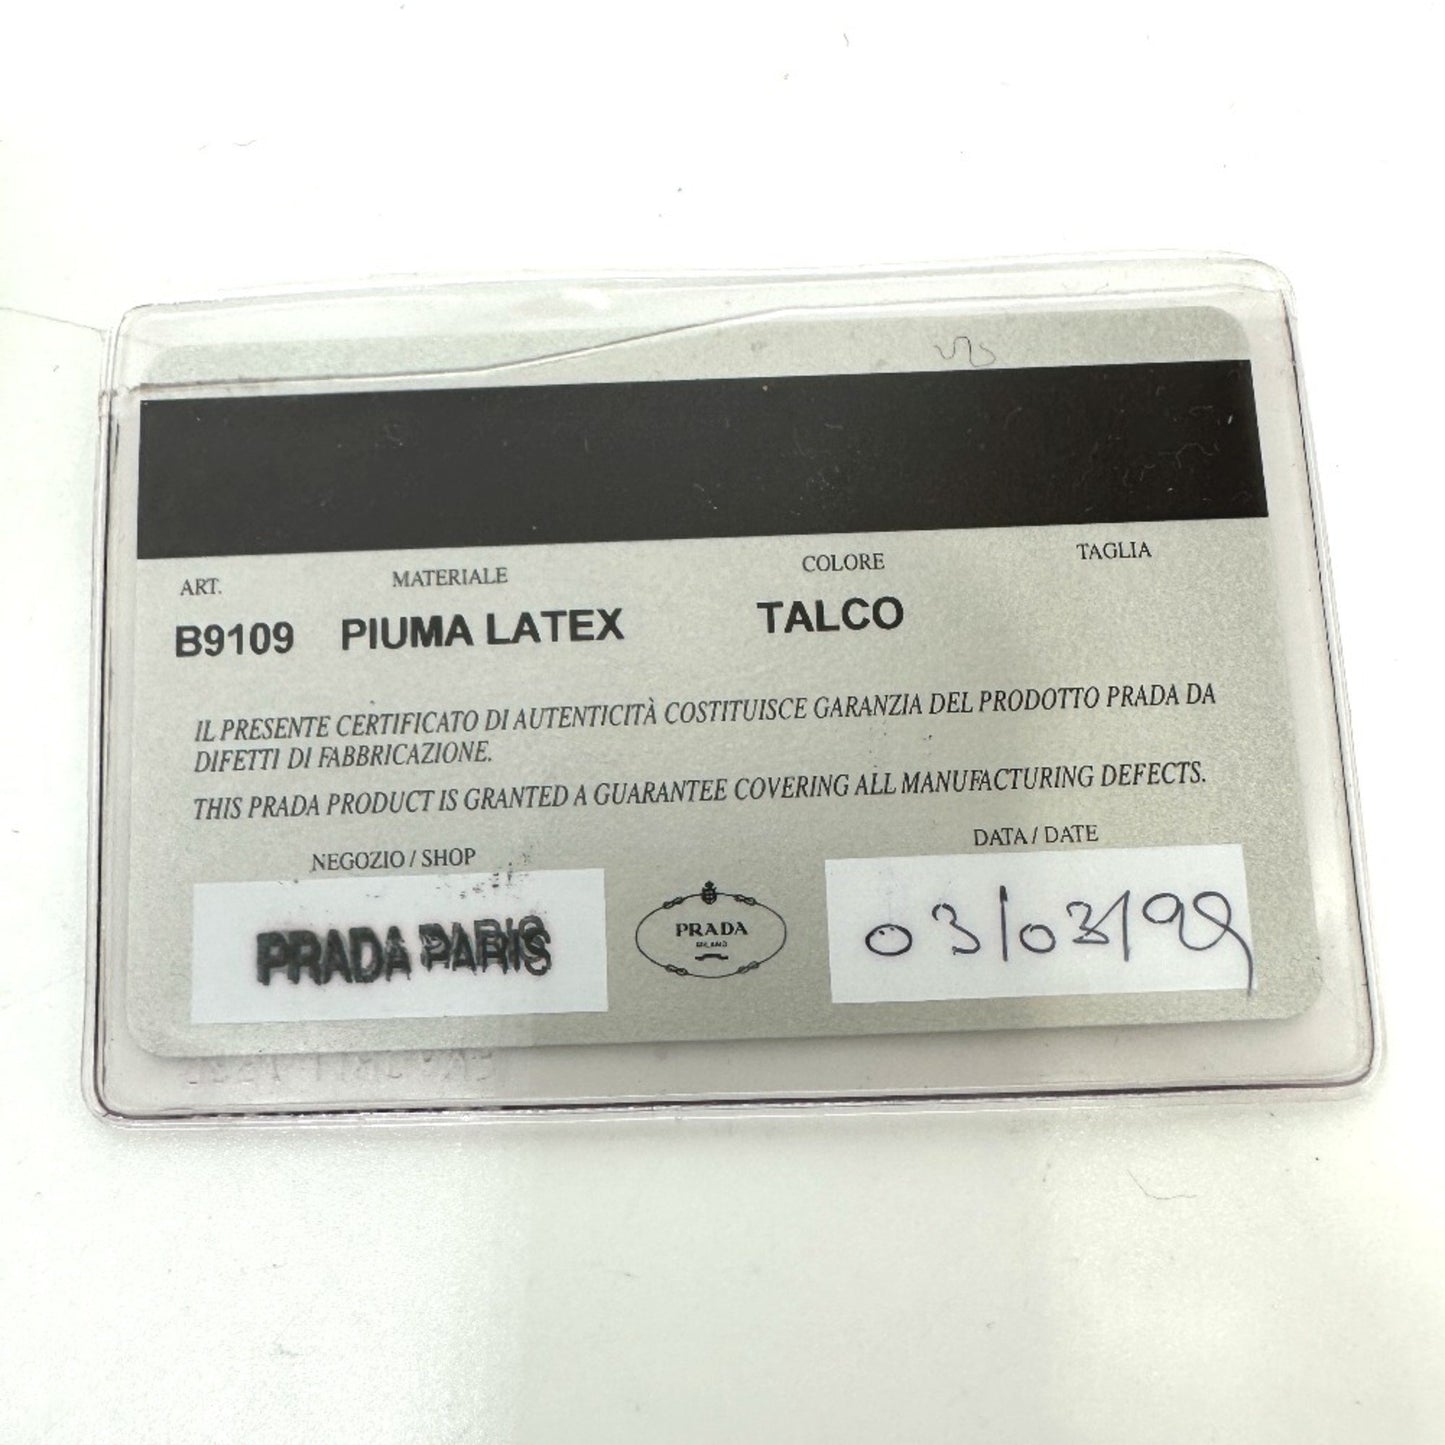 ART. MATERIALE COLORE TAGLIA
B9109 PIUMA LATEX TALCO
IL PRESENTE CERTIFICATO DI AUTENTICITÀ COSTITUISCE GARANZIA DEL PRODOTTO PRADA DA
DIFETTI DI FABBRICAZIONE.
THIS PRADA PRODUCT IS GRANTED A GUARANTEE COVERING ALL MANUFACTURING DEFECTS.
NEGOZIO / SHOP
PRADA PARIS
PRADA
MILANO
DATA / DATE
03/03/99